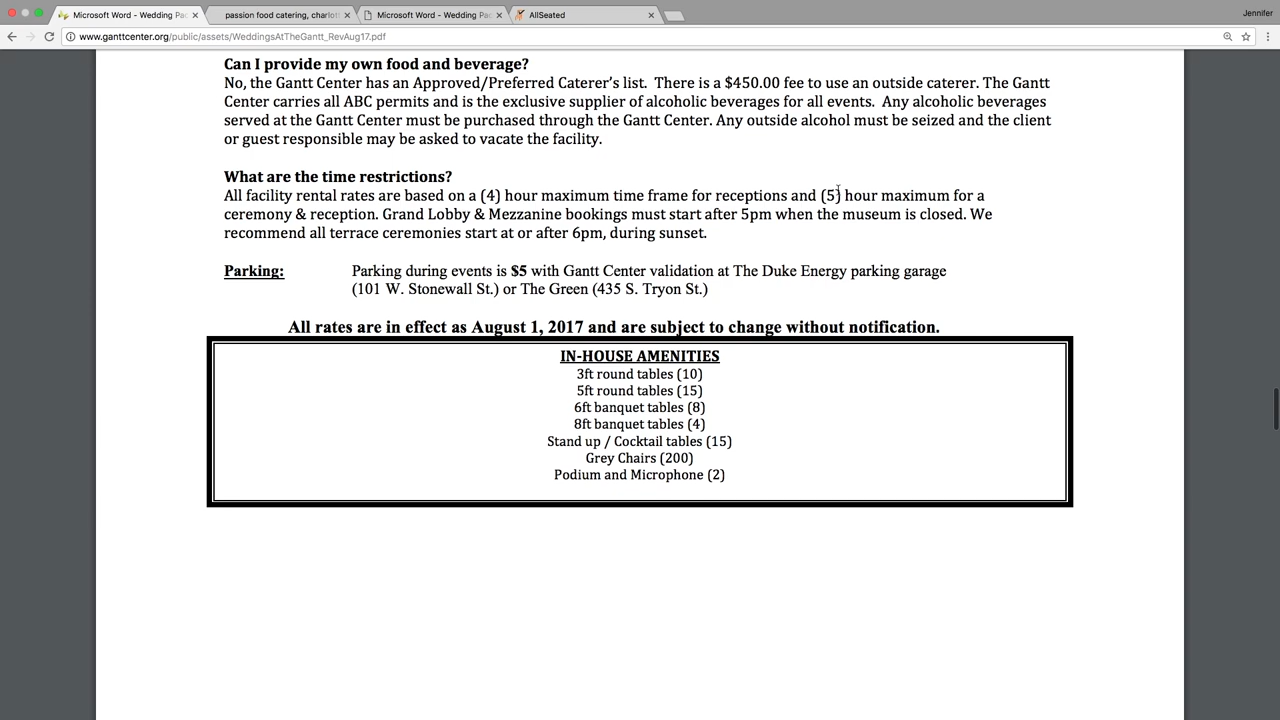 Microsoft Word - Wedding Pac
passion food catering, charlot
Microsoft Word - Wedding Pac
AllSeated
Jennifer
www.ganttcenter.org/public/assets/WeddingsAtTheGantt_RevAug17.pdf
Can I provide my own food and beverage?
No, the Gantt Center has an Approved/Preferred Caterer's list. There is a $450.00 fee to use an outside caterer. The Gantt
Center carries all ABC permits and is the exclusive supplier of alcoholic beverages for all events. Any alcoholic beverages
served at the Gantt Center must be purchased through the Gantt Center. Any outside alcohol must be seized and the client
or guest responsible may be asked to vacate the facility.
What are the time restrictions?
All facility rental rates are based on a (4) hour maximum time frame for receptions and (5) hour maximum for a
ceremony & reception. Grand Lobby & Mezzanine bookings must start after 5pm when the museum is closed. We
recommend all terrace ceremonies start at or after 6pm, during sunset.
Parking: Parking during events is $5 with Gantt Center validation at The Duke Energy parking garage
(101 W. Stonewall St.) or The Green (435 S. Tryon St.)
All rates are in effect as August 1, 2017 and are subject to change without notification.
IN-HOUSE AMENITIES
3ft round tables (10)
5ft round tables (15)
6ft banquet tables (8)
8ft banquet tables (4)
Stand up / Cocktail tables (15)
Grey Chairs (200)
Podium and Microphone (2)